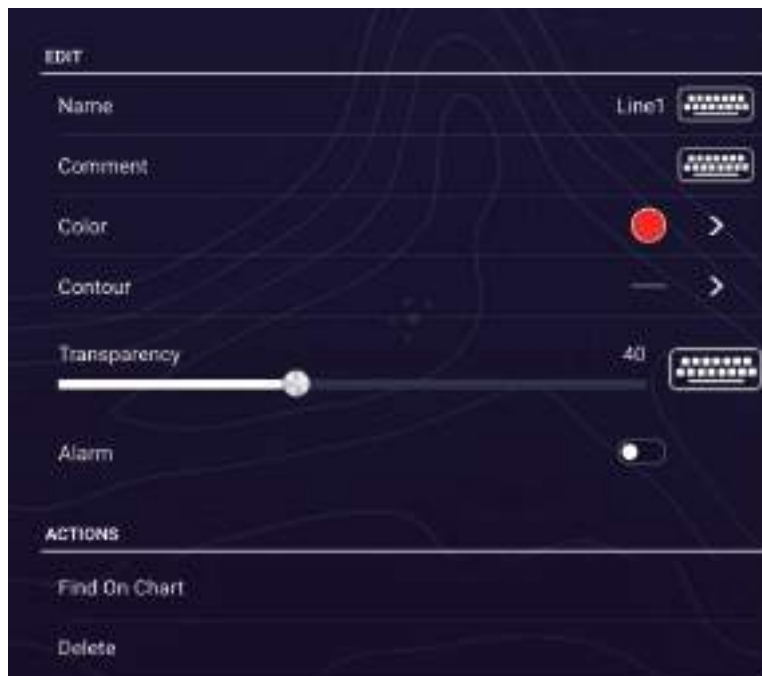 EDIT
Name Line1
Comment
Color
Contour
Transparency 40
Alarm
ACTIONS
Find On Chart
Delete